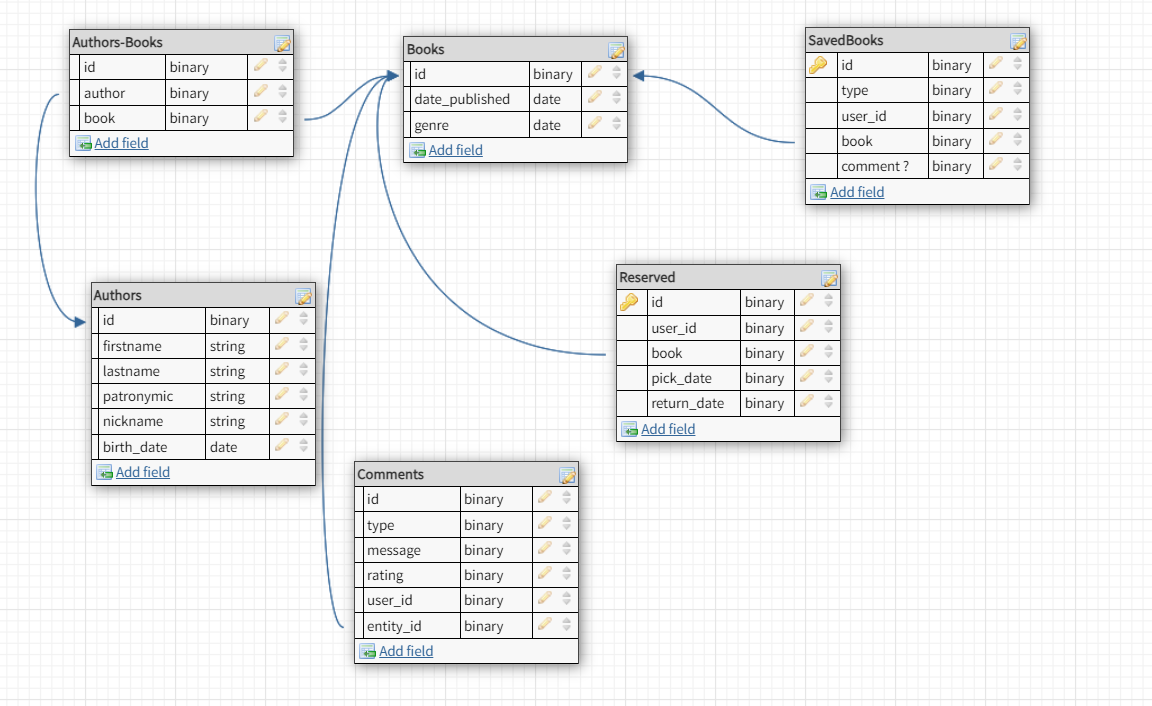 Authors-Books
id binary
author binary
book binary
Add field
Books
id binary
date_published date
genre date
Add field
SavedBooks
id binary
type binary
user_id binary
book binary
comment ? binary
Add field
Authors
id binary
firstname string
lastname string
patronymic string
nickname string
birth_date date
Add field
Reserved
id binary
user_id binary
book binary
pick_date binary
return_date binary
Add field
Comments
id binary
type binary
message binary
rating binary
user_id binary
entity_id binary
Add field